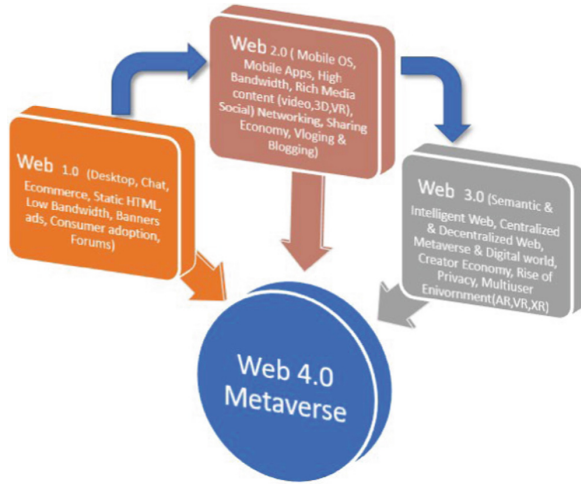 Web 1.0 (Desktop, Chat,
Ecommerce, Static HTML,
Low Bandwidth, Banners
ads, Consumer adoption,
Forums)
Web 2.0 ( Mobile OS,
Mobile Apps, High
Bandwidth, Rich Media
content (video,3D,VR),
Social) Networking, Sharing
Economy, Vloging &
Blogging)
Web 3.0 (Semantic &
Intelligent Web, Centralized
& Decentralized Web,
Metaverse & Digital world,
Creator Economy, Rise of
Privacy, Multiuser
Enivornment(AR,VR,XR)
Web 4.0
Metaverse